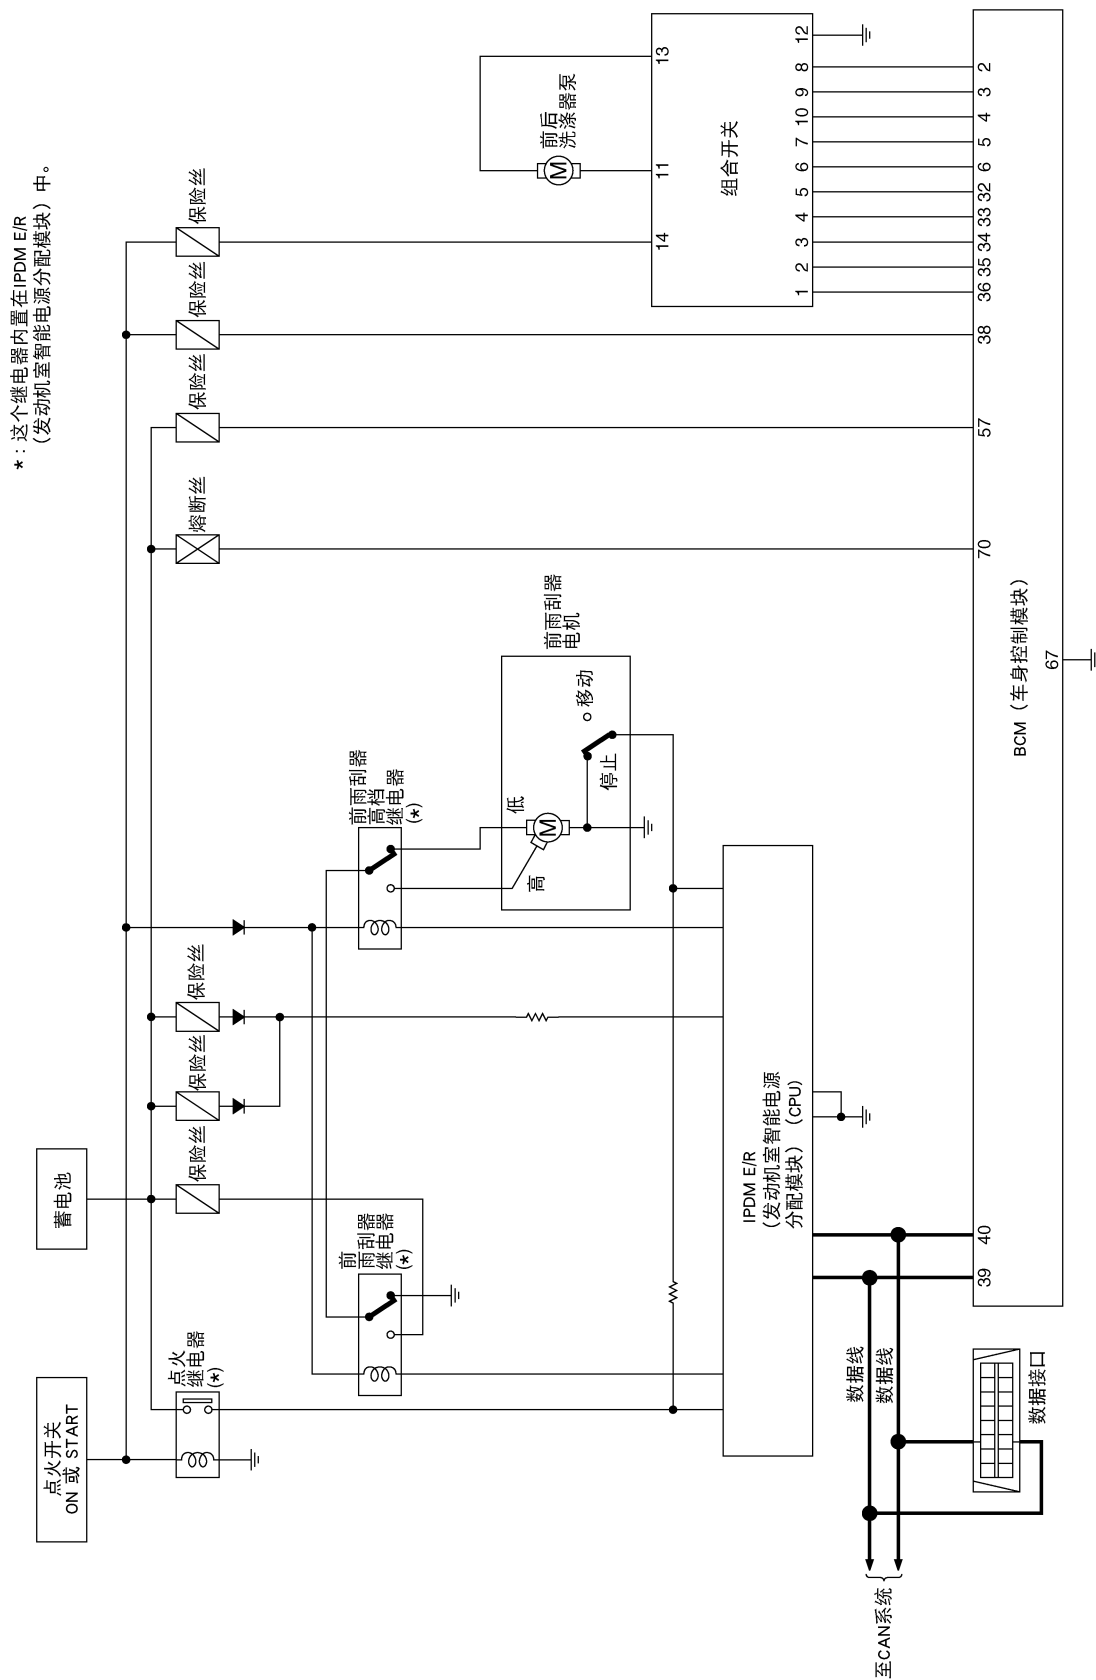 点火开关
ON 或 START
蓄电池
*：这个继电器内置在IPDM E/R
（发动机室智能电源分配模块）中。
点火
继电器
(*)
保险丝
保险丝
保险丝
熔断丝
保险丝
保险丝
保险丝
前
雨刮器
继电器
(*)
前雨刮器
高档
继电器
(*)
前雨刮器
电机
低
高
M
停止
移动
前后
洗涤器泵
M
组合开关
13
11
14
12
8
9
10
7
6
5
4
3
2
1
IPDM E/R
（发动机室智能电源
分配模块）（CPU）
BCM（车身控制模块）
2
3
4
5
6
32
33
34
35
36
38
57
70
67
40
39
数据线
数据线
数据接口
至CAN系统